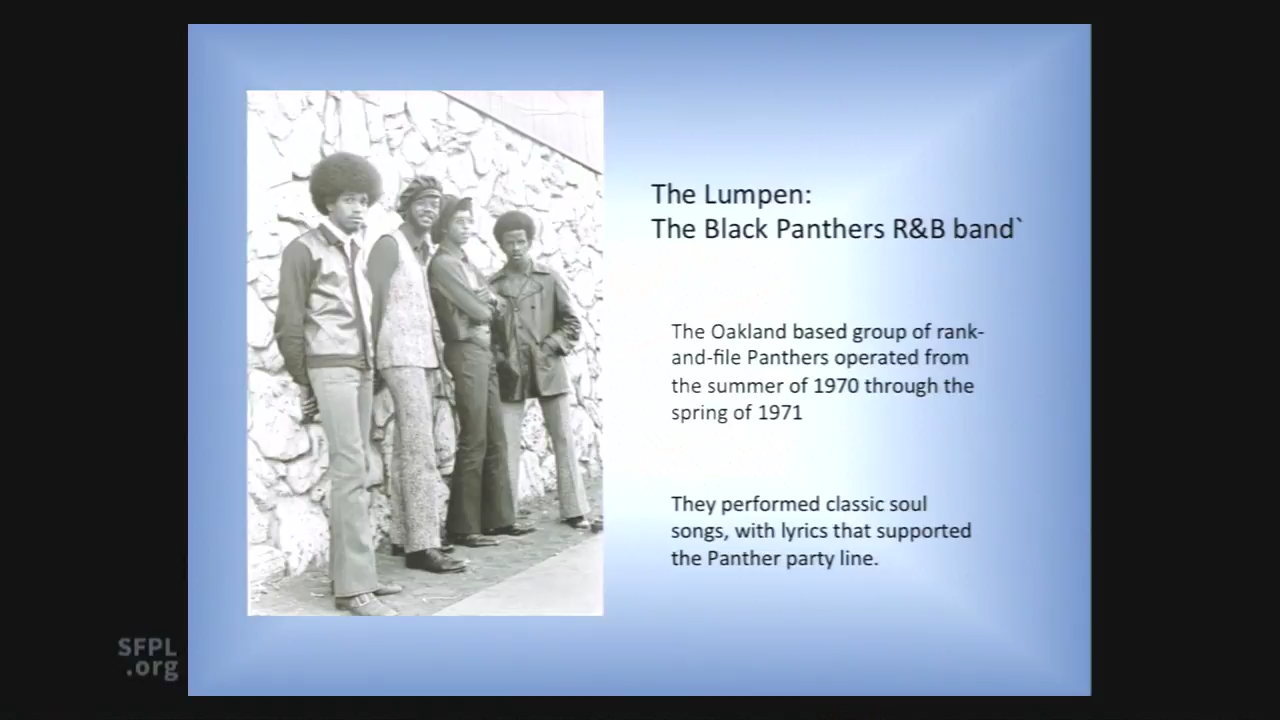 The Lumpen:
The Black Panthers R&B band`
The Oakland based group of rank-
and-file Panthers operated from
the summer of 1970 through the
spring of 1971
They performed classic soul
songs, with lyrics that supported
the Panther party line.
SFPL
.org